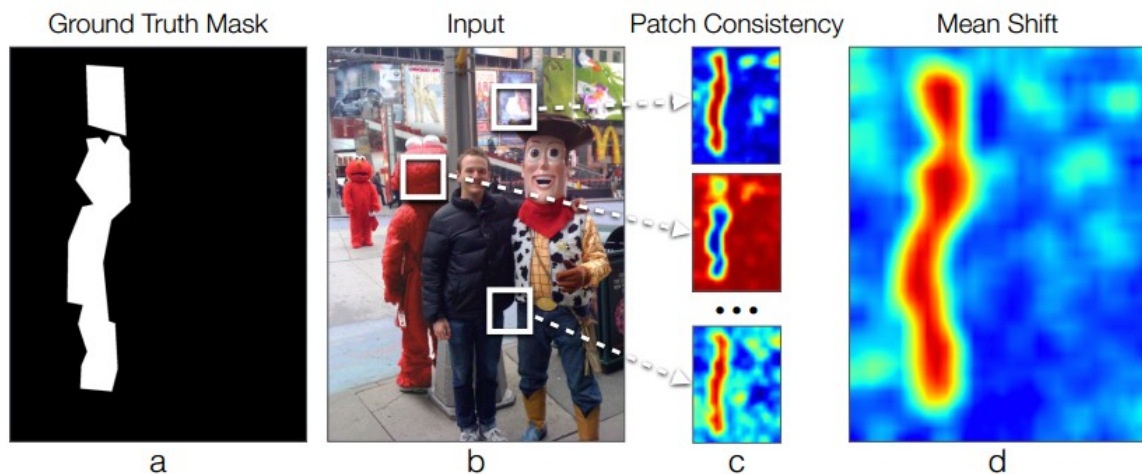 Ground Truth Mask
Input
Patch Consistency
Mean Shift
•••
a
b
c
d